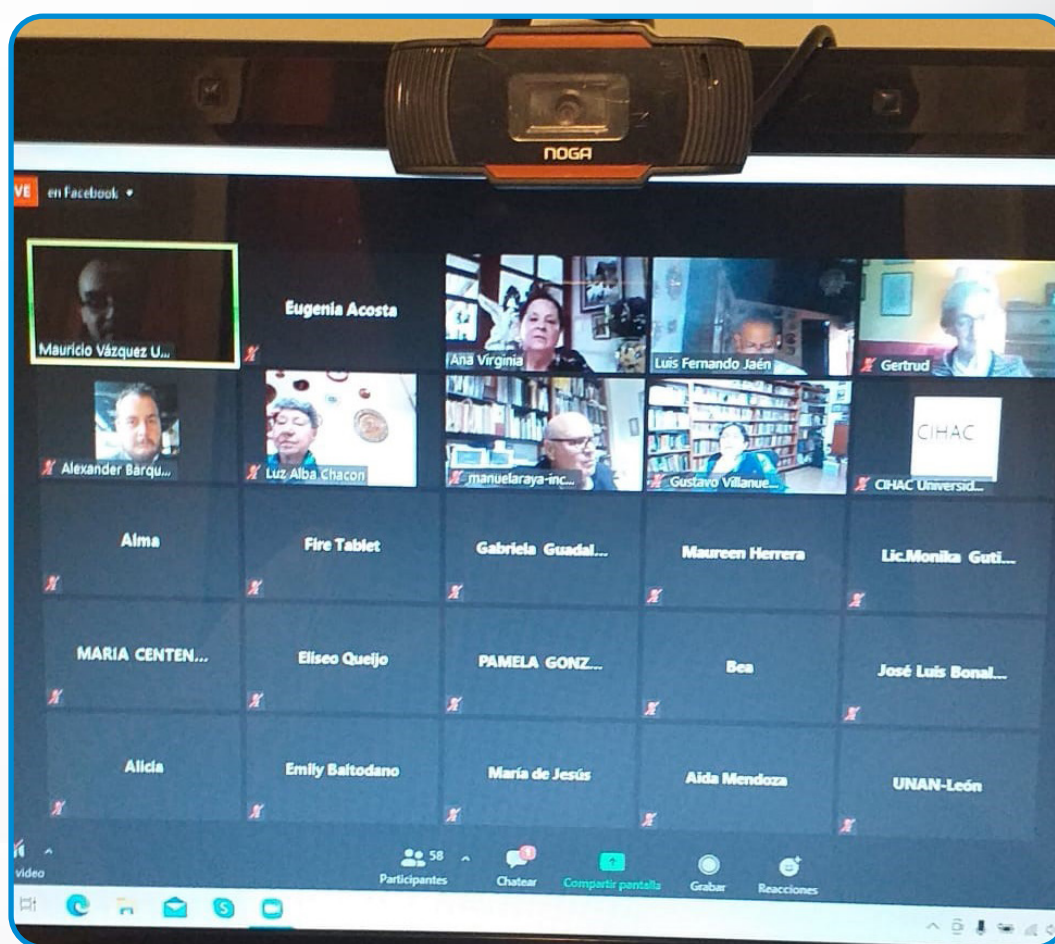 NOGA
VE en Facebook
Mauricio Vázquez U...
Eugenia Acosta
Ana Virginia
Luis Fernando Jaén
Gertrud
Alexander Barqu...
Luz Alba Chacon
manuelaraya-inc...
Gustavo Villanue...
CIHAC
CIHAC Universid...
Alma
Fire Tablet
Gabriela Guadal...
Maureen Herrera
Lic.Monika Guti...
MARIA CENTEN...
Eliseo Queijo
PAMELA GONZ...
Bea
José Luis Bonal...
Alicia
Emily Baltodano
María de Jesús
Aida Mendoza
UNAN-León
video
58
Participantes
1
Chatear
Compartir pantalla
Grabar
Reacciones
S